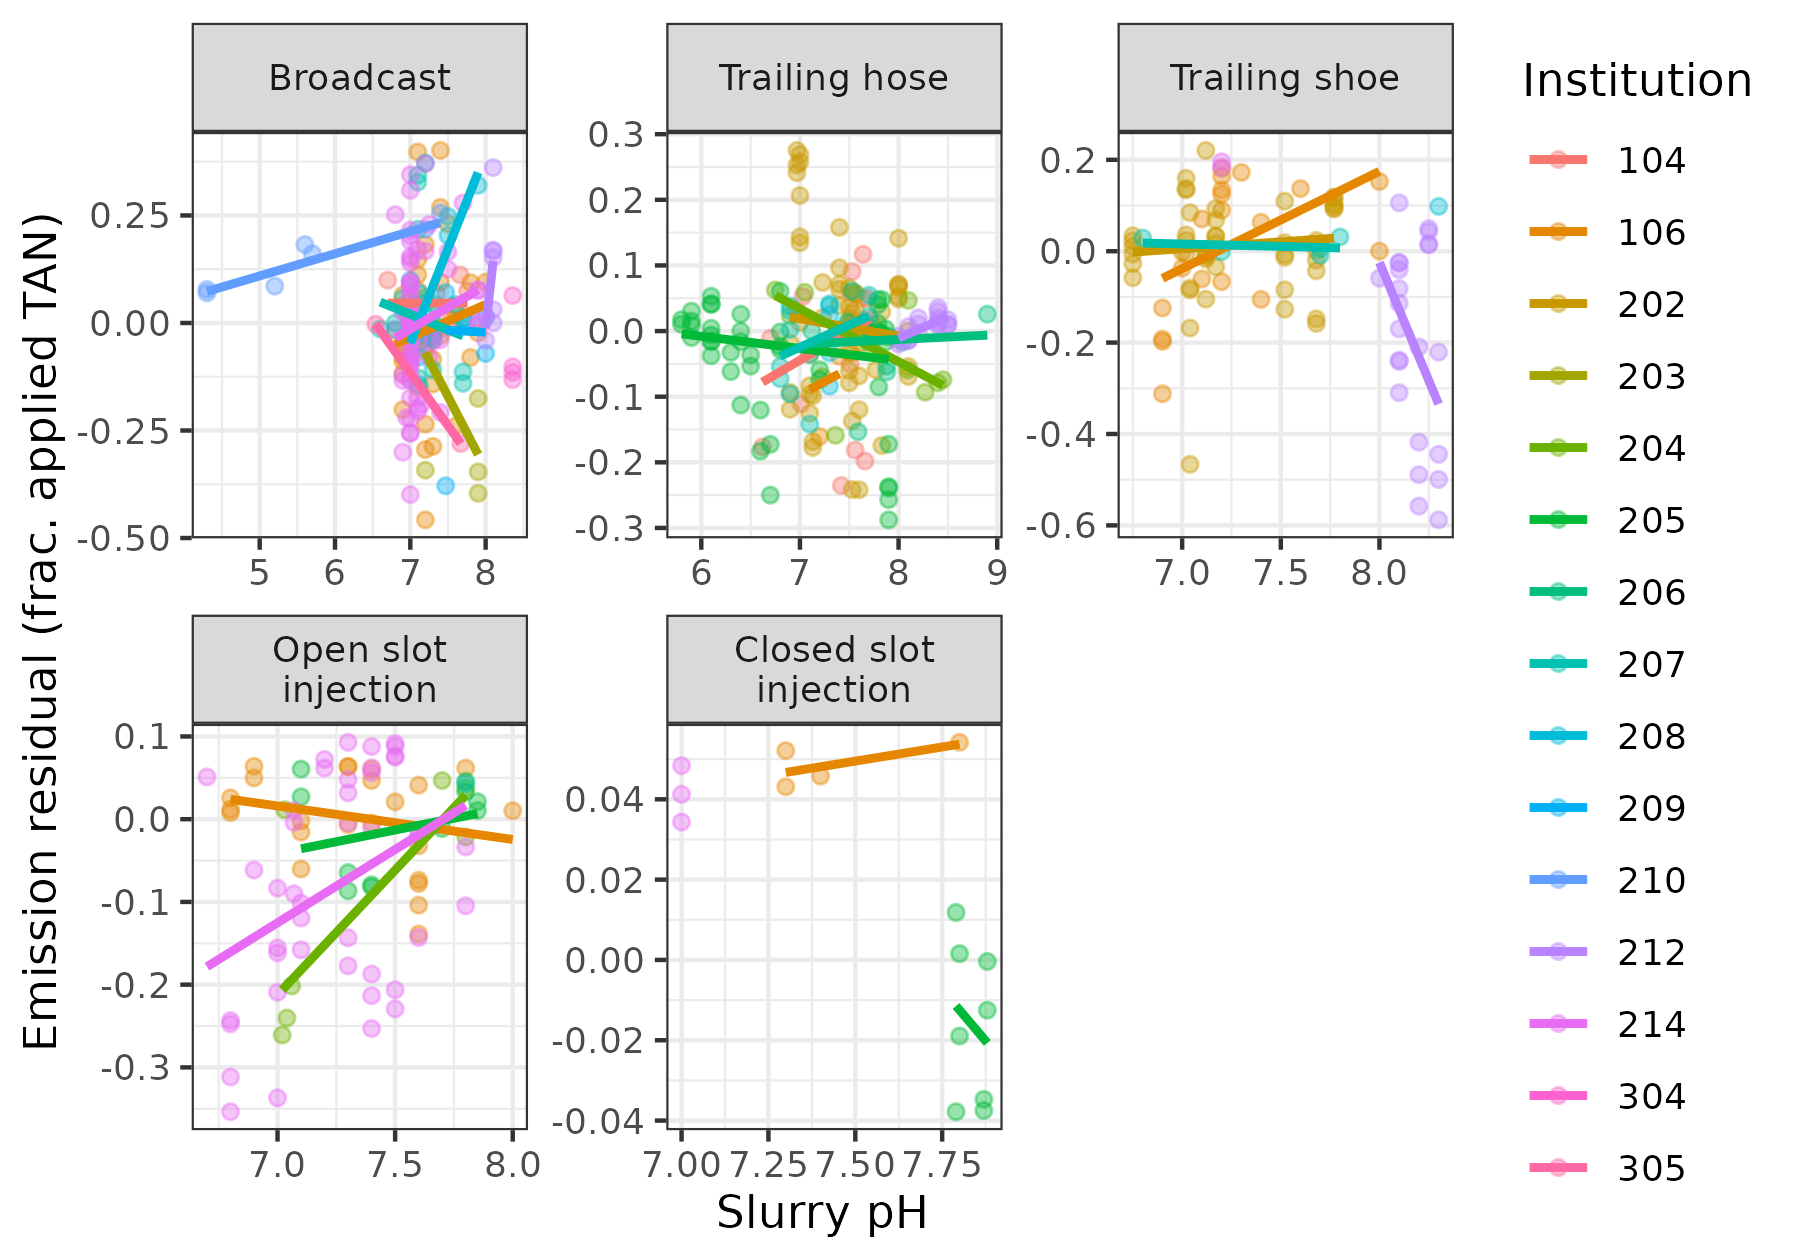 Broadcast
Trailing hose
Trailing shoe
0.25
0.00
-0.25
-0.50
5 6 7 8
0.3
0.2
0.1
0.0
-0.1
-0.2
-0.3
6 7 8 9
0.2
0.0
-0.2
-0.4
-0.6
7.0 7.5 8.0
Open slot
injection
Closed slot
injection
0.1
0.0
-0.1
-0.2
-0.3
7.0 7.5 8.0
0.04
0.02
0.00
-0.02
-0.04
7.00 7.25 7.50 7.75
Emission residual (frac. applied TAN)
Slurry pH
Institution
104
106
202
203
204
205
206
207
208
209
210
212
214
304
305